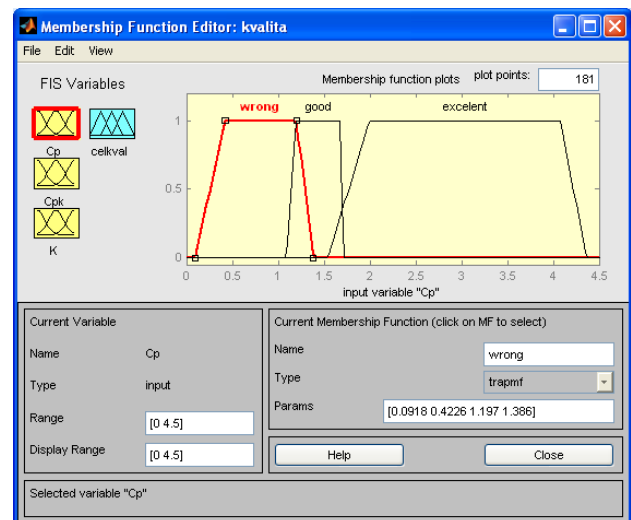 Membership Function Editor: kvalita
File Edit View
FIS Variables
Membership function plots plot points: 181
wrong good excelent
Cp celkval
Cpk
K
1
0.5
0
0 0.5 1 1.5 2 2.5 3 3.5 4 4.5
input variable "Cp"
Current Variable
Name Cp
Type input
Range [0 4.5]
Display Range [0 4.5]
Current Membership Function (click on MF to select)
Name wrong
Type trapmf
Params [0.0918 0.4226 1.197 1.386]
Help Close
Selected variable "Cp"